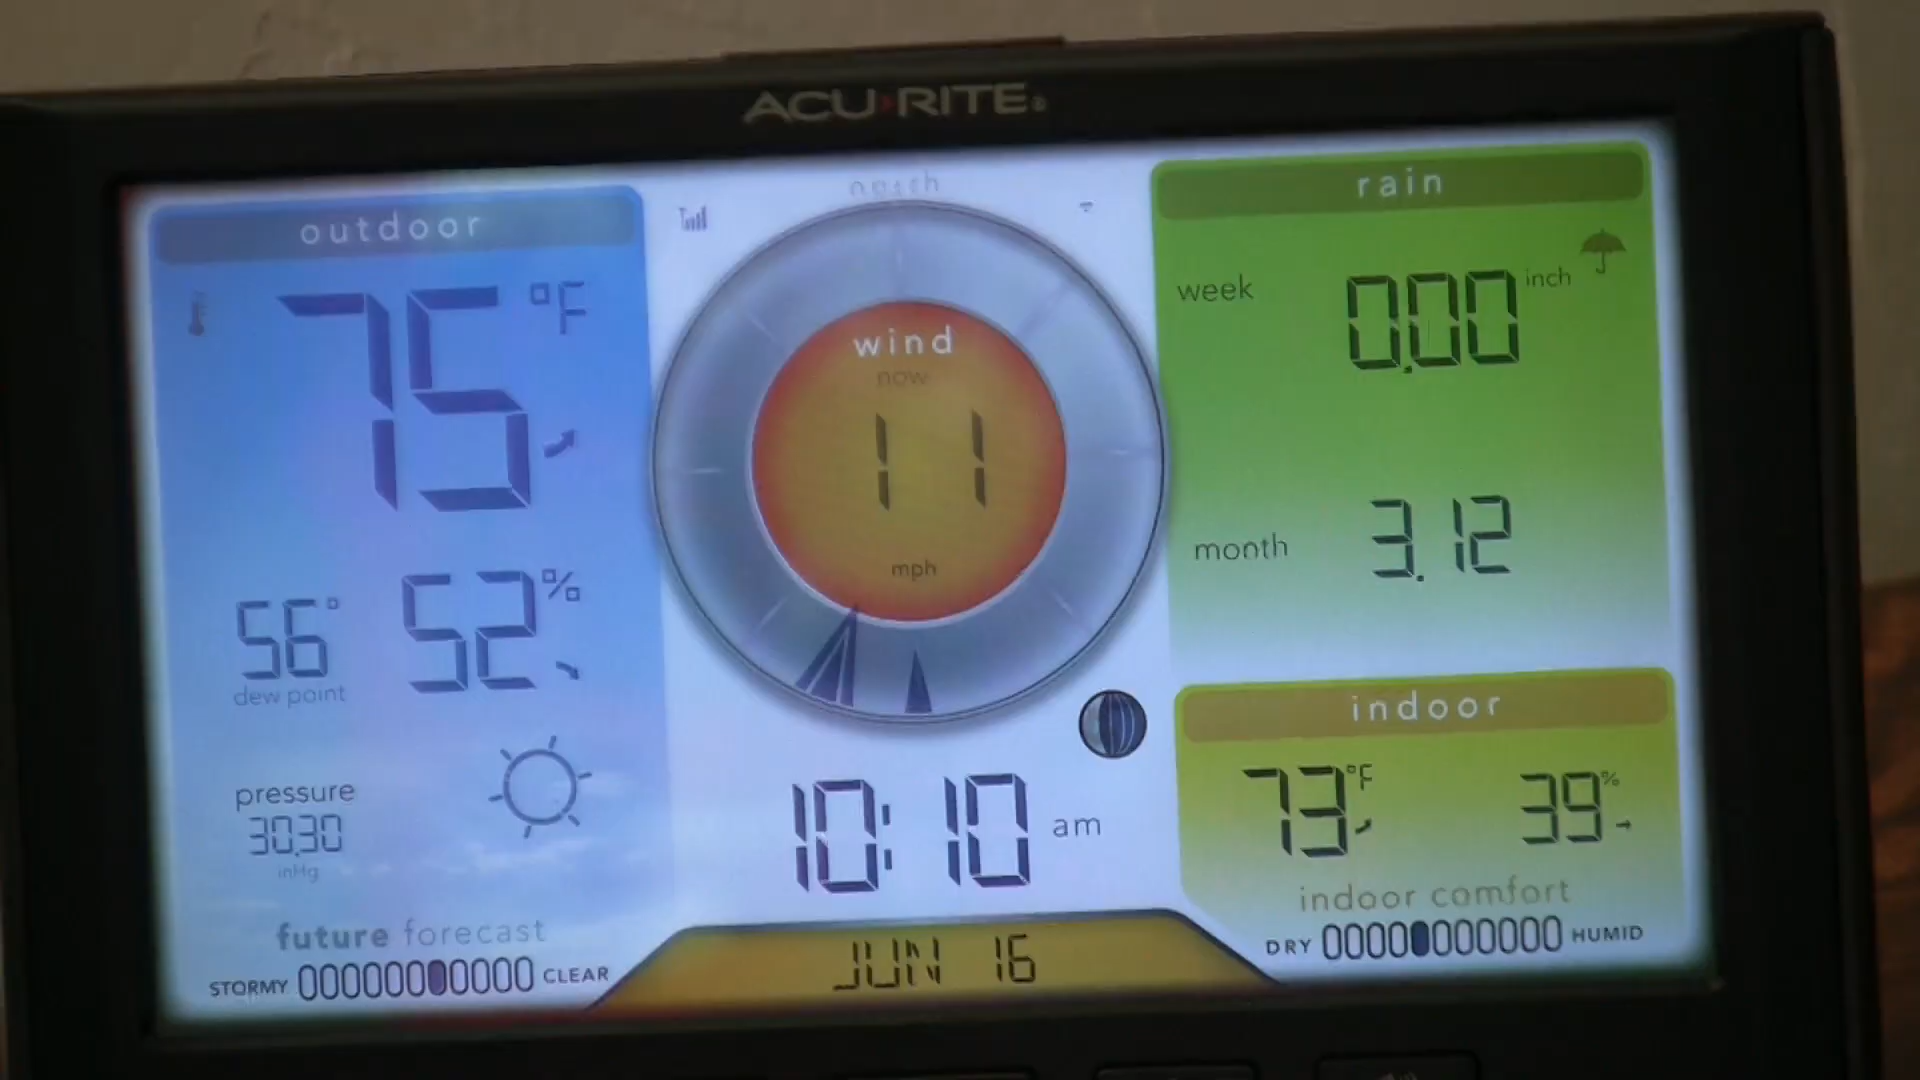 ACU RITE
outdoor
75 °F
56°
dew point
52 %
pressure
30.30
inHg
future forecast
STORMY
CLEAR
north
wind
now
11
mph
10:10 am
JUN 16
rain
week 0.00 inch
month 3.12
indoor
73 °F
39 %
indoor comfort
DRY
HUMID